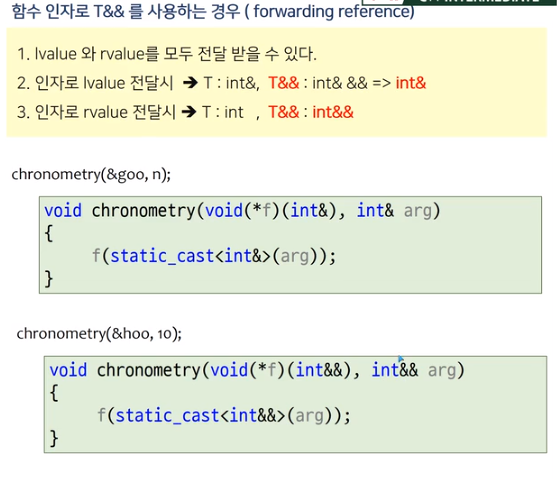 함수 인자로 T&& 를 사용하는 경우 ( forwarding reference)
1. lvalue 와 rvalue를 모두 전달 받을 수 있다.
2. 인자로 lvalue 전달시 ➔ T : int&, T&& : int& && => int&
3. 인자로 rvalue 전달시 ➔ T : int , T&& : int&&
chronometry(&goo, n);
void chronometry(void(*f)(int&), int& arg)
{
f(static_cast<int&>(arg));
}
chronometry(&hoo, 10);
void chronometry(void(*f)(int&&), int&& arg)
{
f(static_cast<int&&>(arg));
}